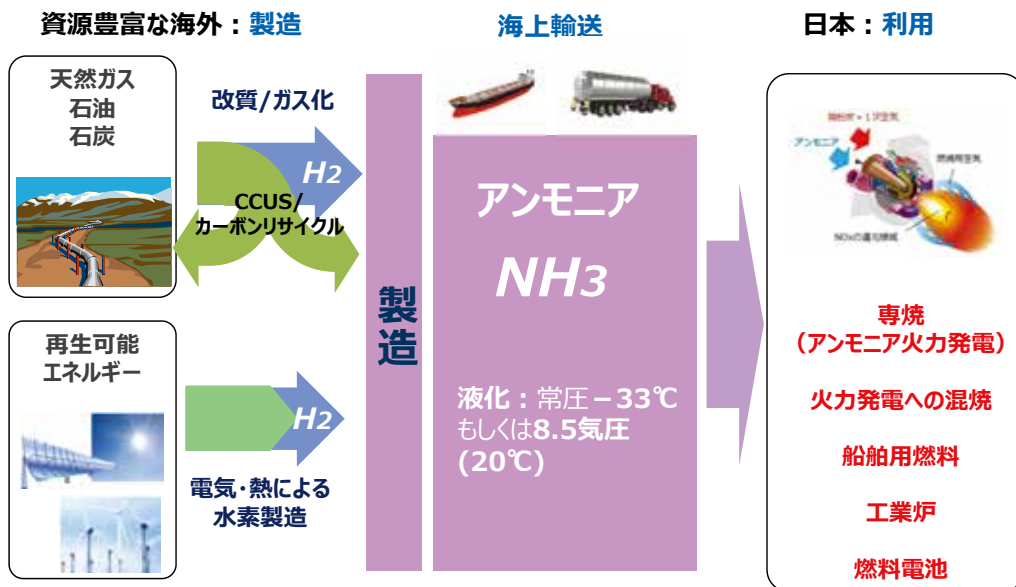 資源豊富な海外：製造
海上輸送
日本：利用
天然ガス
石油
石炭
改質/ガス化
H2
CCUS/
カーボンリサイクル
再生可能
エネルギー
H2
電気・熱による
水素製造
製造
アンモニア
NH3
液化：常圧－33℃
もしくは8.5気圧
(20℃)
アンモニア
燃焼用空気
専焼
（アンモニア火力発電）
火力発電への混焼
船舶用燃料
工業炉
燃料電池